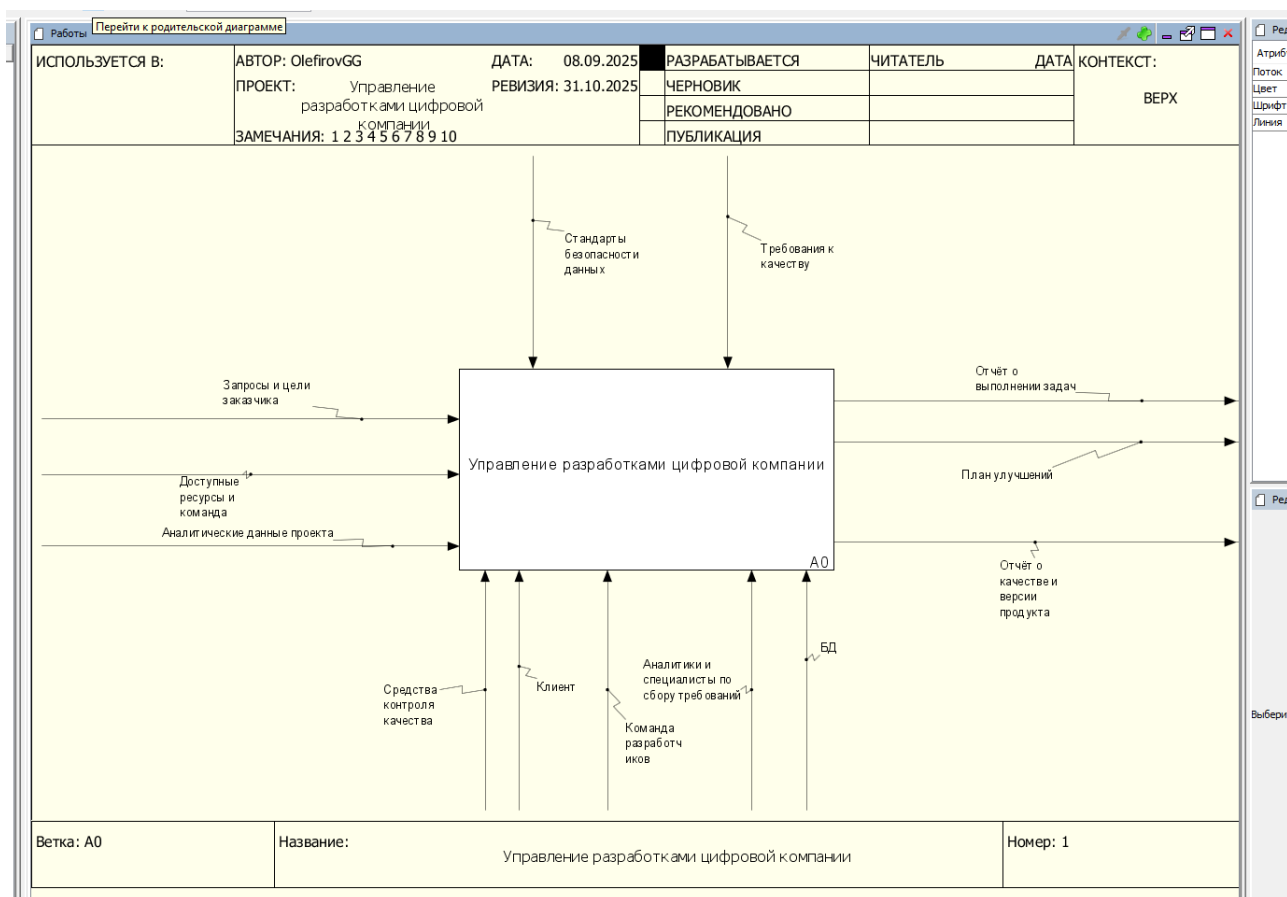 Перейти к родительской диаграмме
Работы
Ред
ИСПОЛЬЗУЕТСЯ В:
АВТОР: OlefirovGG
ДАТА: 08.09.2025
РАЗРАБАТЫВАЕТСЯ
ЧИТАТЕЛЬ
ДАТА
КОНТЕКСТ:
ПРОЕКТ: Управление
разработками цифровой
компании
РЕВИЗИЯ: 31.10.2025
ЧЕРНОВИК
ВЕРХ
РЕКОМЕНДОВАНО
ЗАМЕЧАНИЯ: 1 2 3 4 5 6 7 8 9 10
ПУБЛИКАЦИЯ
Атриб
Поток
Цвет
Шрифт
Линия
Стандарты
безопасности
данных
Требования к
качеству
Запросы и цели
заказчика
Отчёт о
выполнении задач
Управление разработками цифровой компании
Доступные
ресурсы и
команда
План улучшений
Ред
Аналитические данные проекта
A0
Отчёт о
качестве и
версии
продукта
Средства
контроля
качества
Клиент
Команда
разработч
иков
Аналитики и
специалисты по
сбору требований
БД
Выбери
Ветка: A0
Название:
Управление разработками цифровой компании
Номер: 1